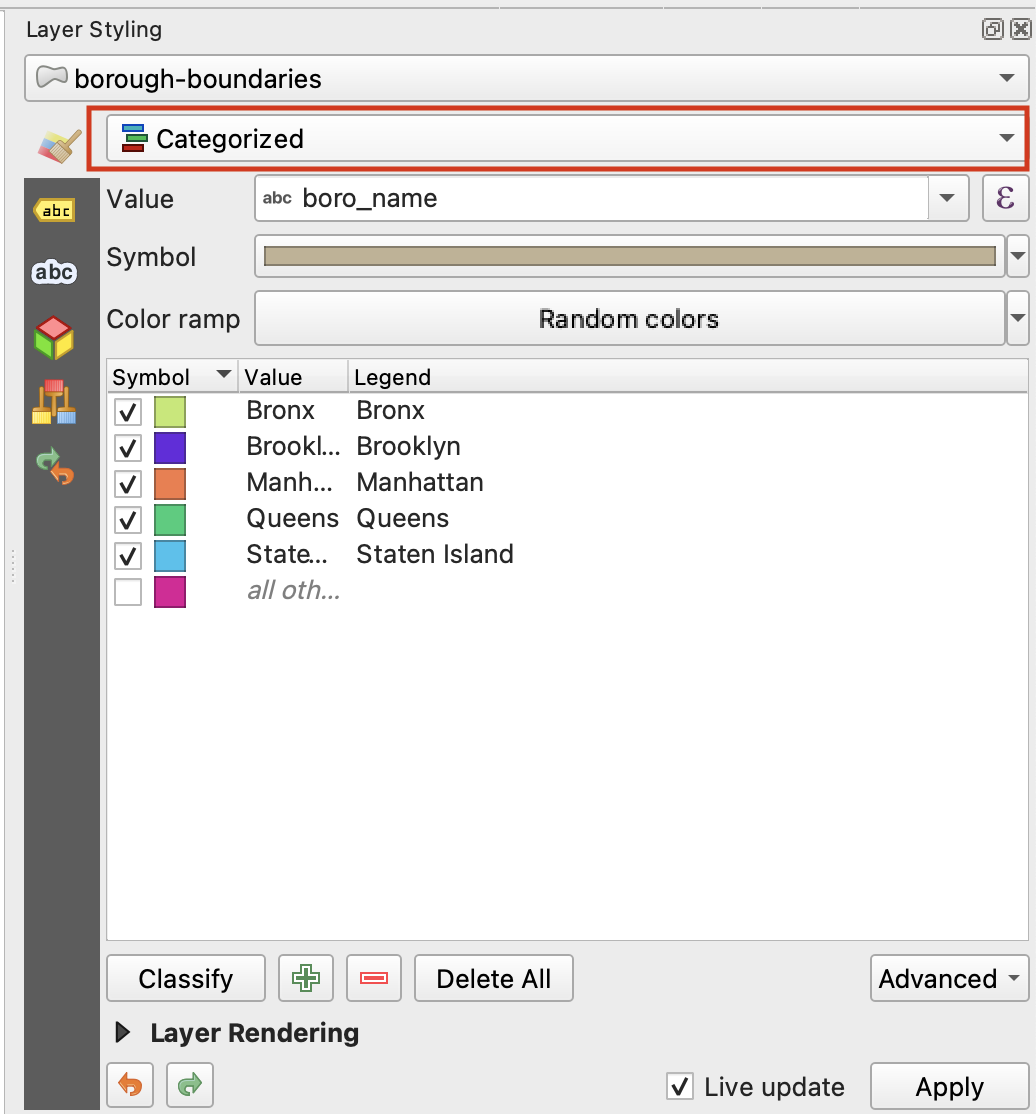 Layer Styling
borough-boundaries
Categorized
abc
Value abc boro_name ε
abc
Symbol
Color ramp Random colors
Symbol Value Legend
Bronx Bronx
Brookl... Brooklyn
Manh... Manhattan
Queens Queens
State... Staten Island
all oth...
Classify Delete All Advanced
Layer Rendering
Live update Apply